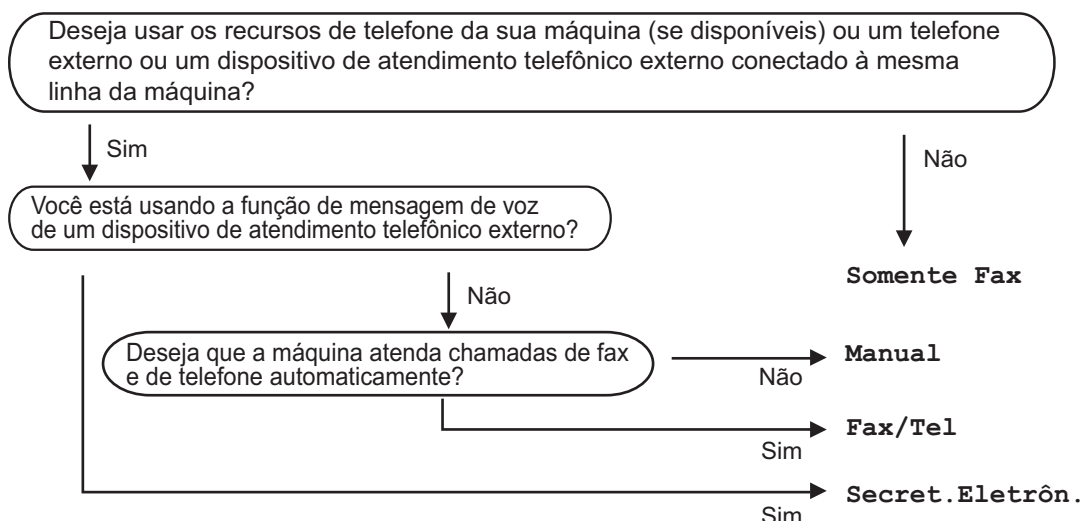 Deseja usar os recursos de telefone da sua máquina (se disponíveis) ou um telefone
externo ou um dispositivo de atendimento telefônico externo conectado à mesma
linha da máquina?
Sim
Não
Você está usando a função de mensagem de voz
de um dispositivo de atendimento telefônico externo?
Somente Fax
Não
Deseja que a máquina atenda chamadas de fax
e de telefone automaticamente?
Manual
Não
Fax/Tel
Sim
Secret.Eletrôn.
Sim